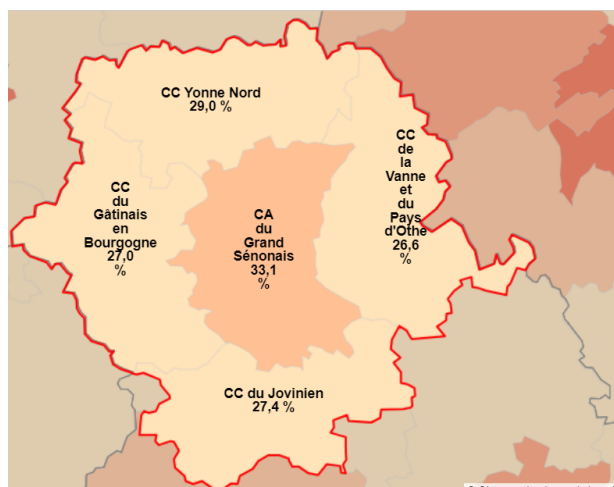 CC Yonne Nord
29,0 %
CC
de
la
Vanne
et
du
Pays
d'Othe
26,6
%
CC
du
Gâtinais
en
Bourgogne
27,0
%
CA
du
Grand
Sénonais
33,1
%
CC du Jovinien
27,4 %